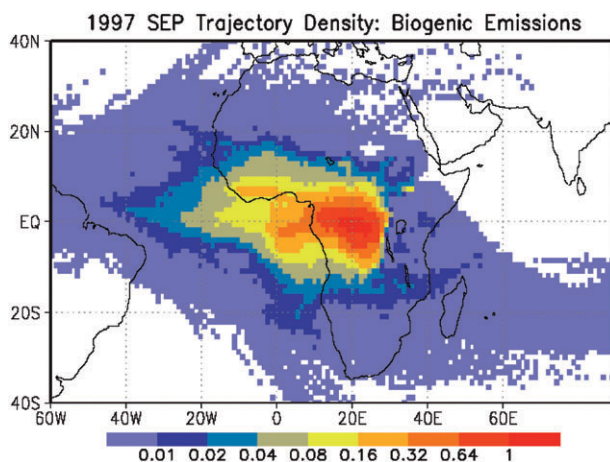 1997 SEP Trajectory Density: Biogenic Emissions
40N
20N
EQ
20S
40S
60W 40W 20W 0 20E 40E 60E
0.01 0.02 0.04 0.08 0.16 0.32 0.64 1